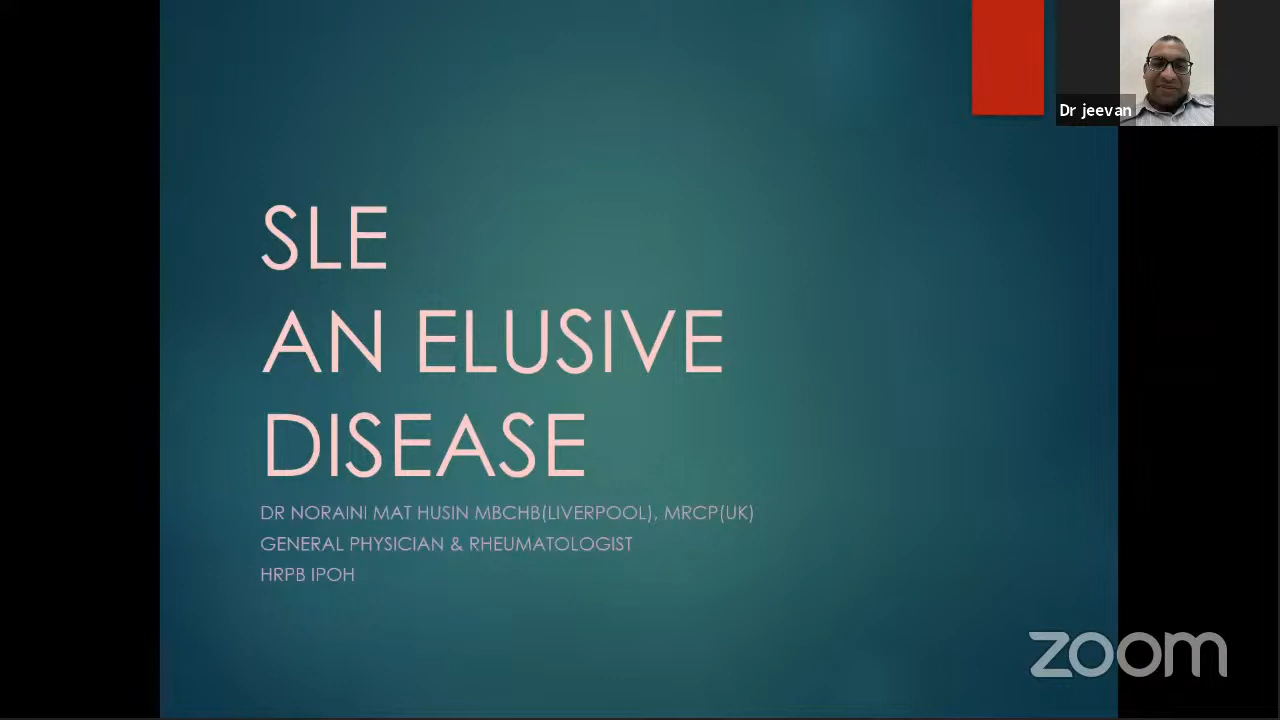 Dr jeevan
SLE
AN ELUSIVE
DISEASE
DR NORAINI MAT HUSIN MBCHB(LIVERPOOL), MRCP(UK)
GENERAL PHYSICIAN & RHEUMATOLOGIST
HRPB IPOH
zoom